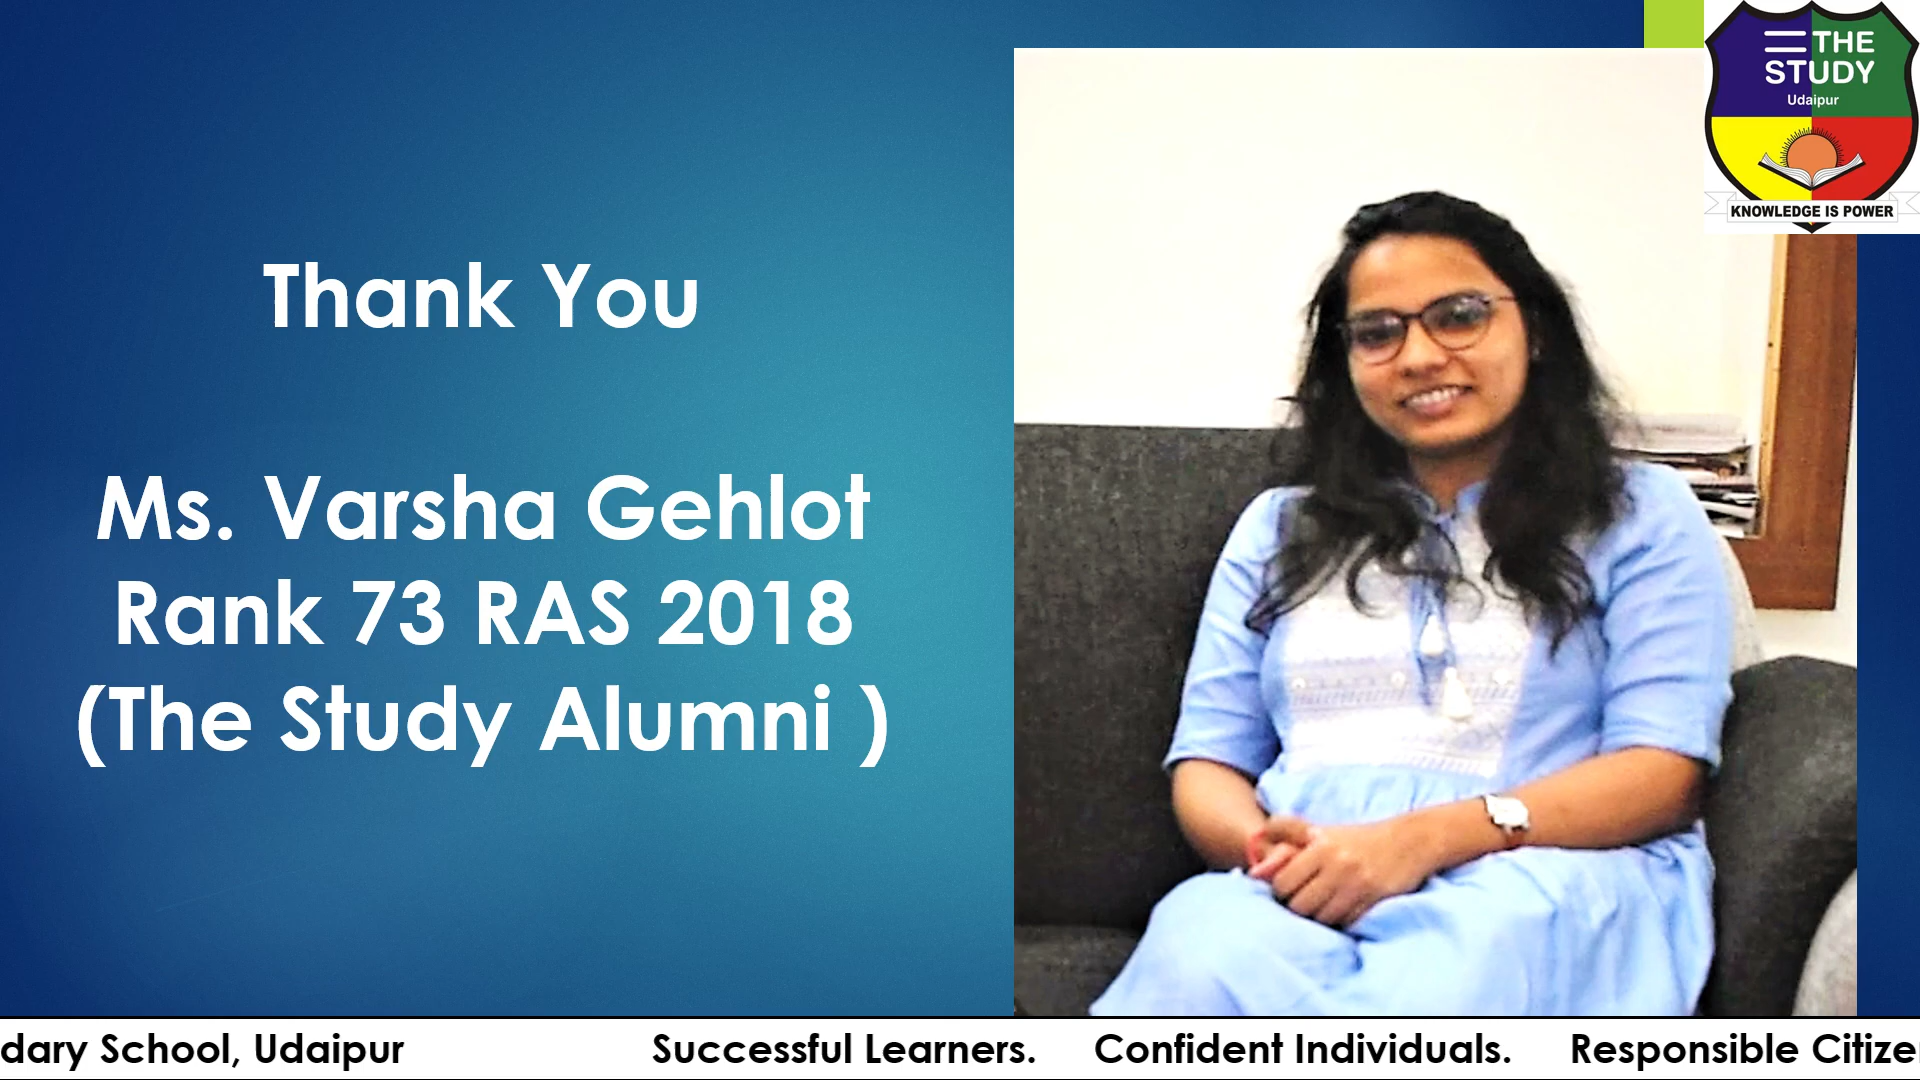 THE
STUDY
Udaipur
KNOWLEDGE IS POWER
Thank You
Ms. Varsha Gehlot
Rank 73 RAS 2018
(The Study Alumni )
dary School, Udaipur Successful Learners. Confident Individuals. Responsible Citize